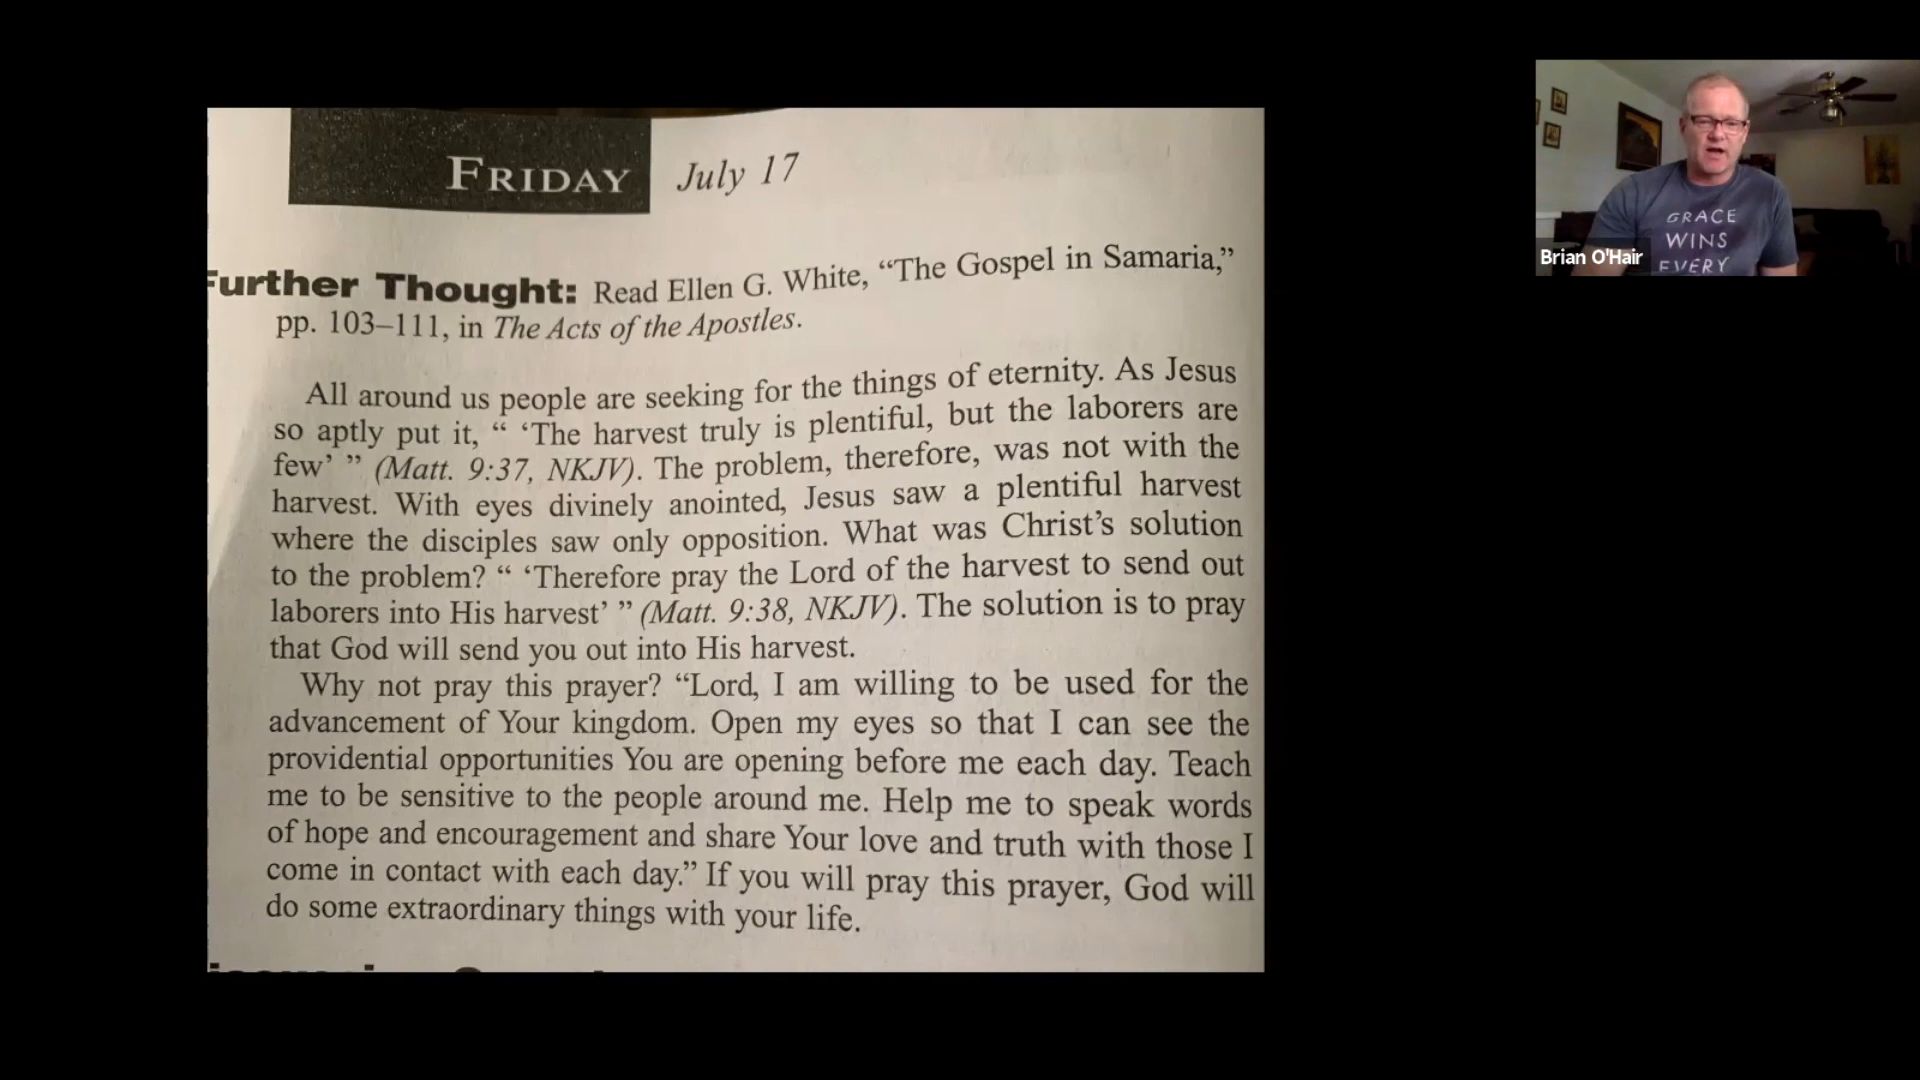 FRIDAY July 17
Further Thought: Read Ellen G. White, “The Gospel in Samaria,”
pp. 103–111, in The Acts of the Apostles.
All around us people are seeking for the things of eternity. As Jesus
so aptly put it, “ ‘The harvest truly is plentiful, but the laborers are
few’ ” (Matt. 9:37, NKJV). The problem, therefore, was not with the
harvest. With eyes divinely anointed, Jesus saw a plentiful harvest
where the disciples saw only opposition. What was Christ’s solution
to the problem? “ ‘Therefore pray the Lord of the harvest to send out
laborers into His harvest’ ” (Matt. 9:38, NKJV). The solution is to pray
that God will send you out into His harvest.
Why not pray this prayer? “Lord, I am willing to be used for the
advancement of Your kingdom. Open my eyes so that I can see the
providential opportunities You are opening before me each day. Teach
me to be sensitive to the people around me. Help me to speak words
of hope and encouragement and share Your love and truth with those I
come in contact with each day.” If you will pray this prayer, God will
do some extraordinary things with your life.
GRACE
WINS
EVERY
Brian O'Hair